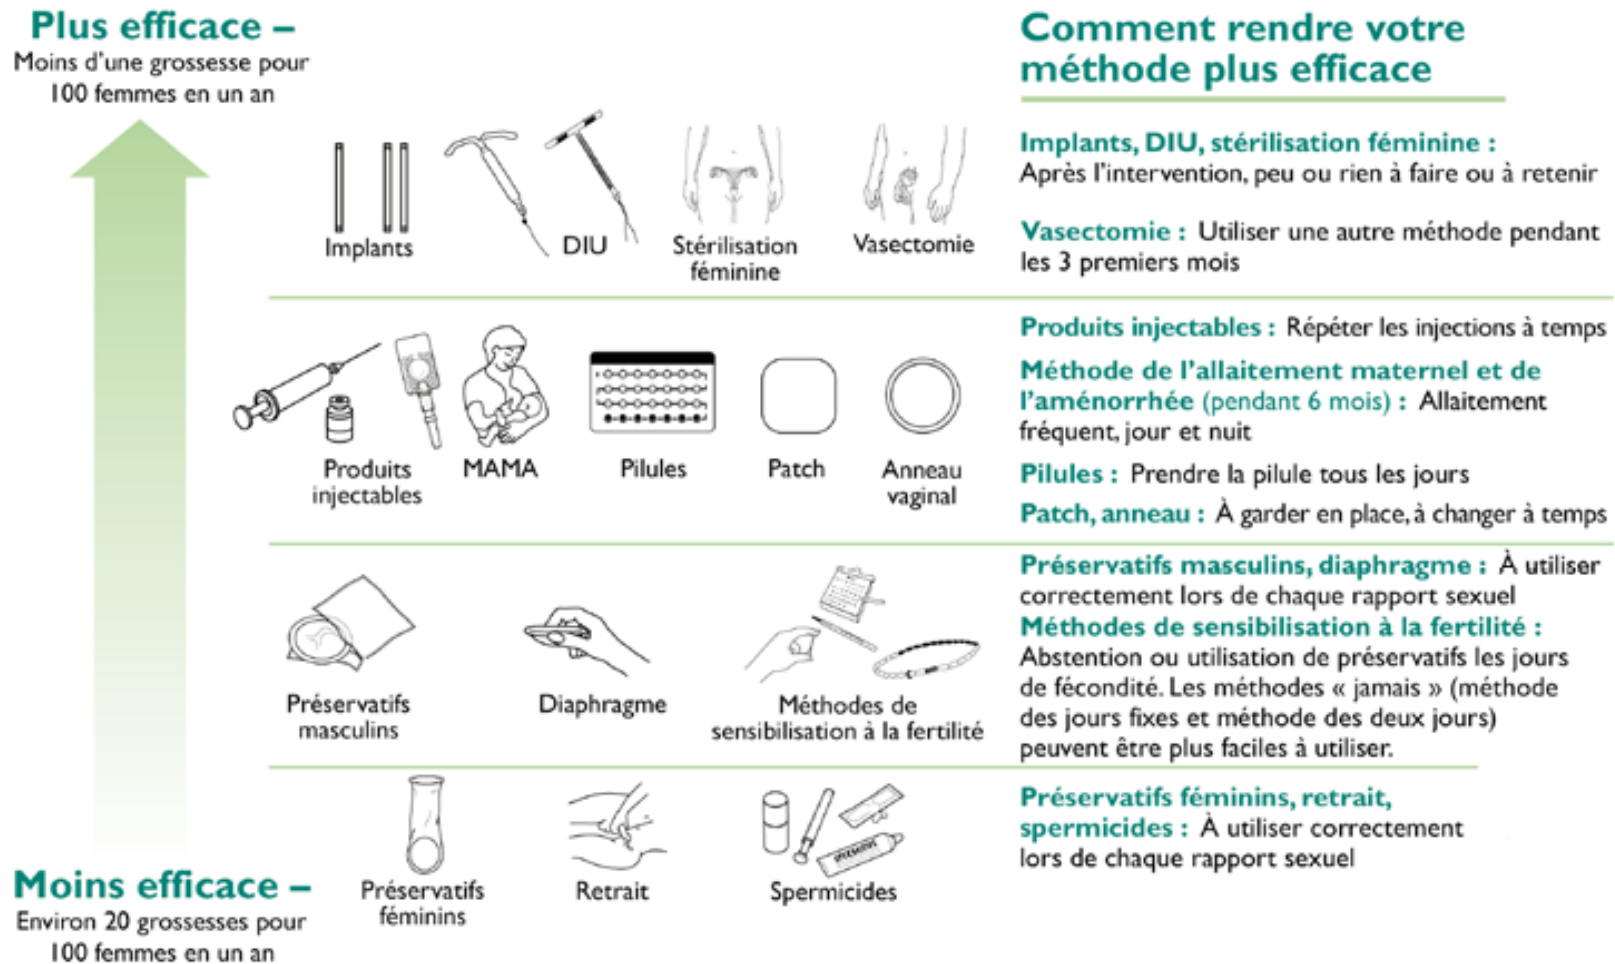 Plus efficace –
Moins d’une grossesse pour
100 femmes en un an
Comment rendre votre
méthode plus efficace
Implants
DIU
Stérilisation
féminine
Vasectomie
Implants, DIU, stérilisation féminine :
Après l’intervention, peu ou rien à faire ou à retenir
Vasectomie : Utiliser une autre méthode pendant
les 3 premiers mois
Produits
injectables
MAMA
Pilules
Patch
Anneau
vaginal
Produits injectables : Répéter les injections à temps
Méthode de l’allaitement maternel et de
l’aménorrhée (pendant 6 mois) : Allaitement
fréquent, jour et nuit
Pilules : Prendre la pilule tous les jours
Patch, anneau : À garder en place, à changer à temps
Préservatifs
masculins
Diaphragme
Méthodes de
sensibilisation à la fertilité
Préservatifs masculins, diaphragme : À utiliser
correctement lors de chaque rapport sexuel
Méthodes de sensibilisation à la fertilité :
Abstention ou utilisation de préservatifs les jours
de fécondité. Les méthodes « jamais » (méthode
des jours fixes et méthode des deux jours)
peuvent être plus faciles à utiliser.
Préservatifs
féminins
Retrait
Spermicides
Préservatifs féminins, retrait,
spermicides : À utiliser correctement
lors de chaque rapport sexuel
Moins efficace –
Environ 20 grossesses pour
100 femmes en un an